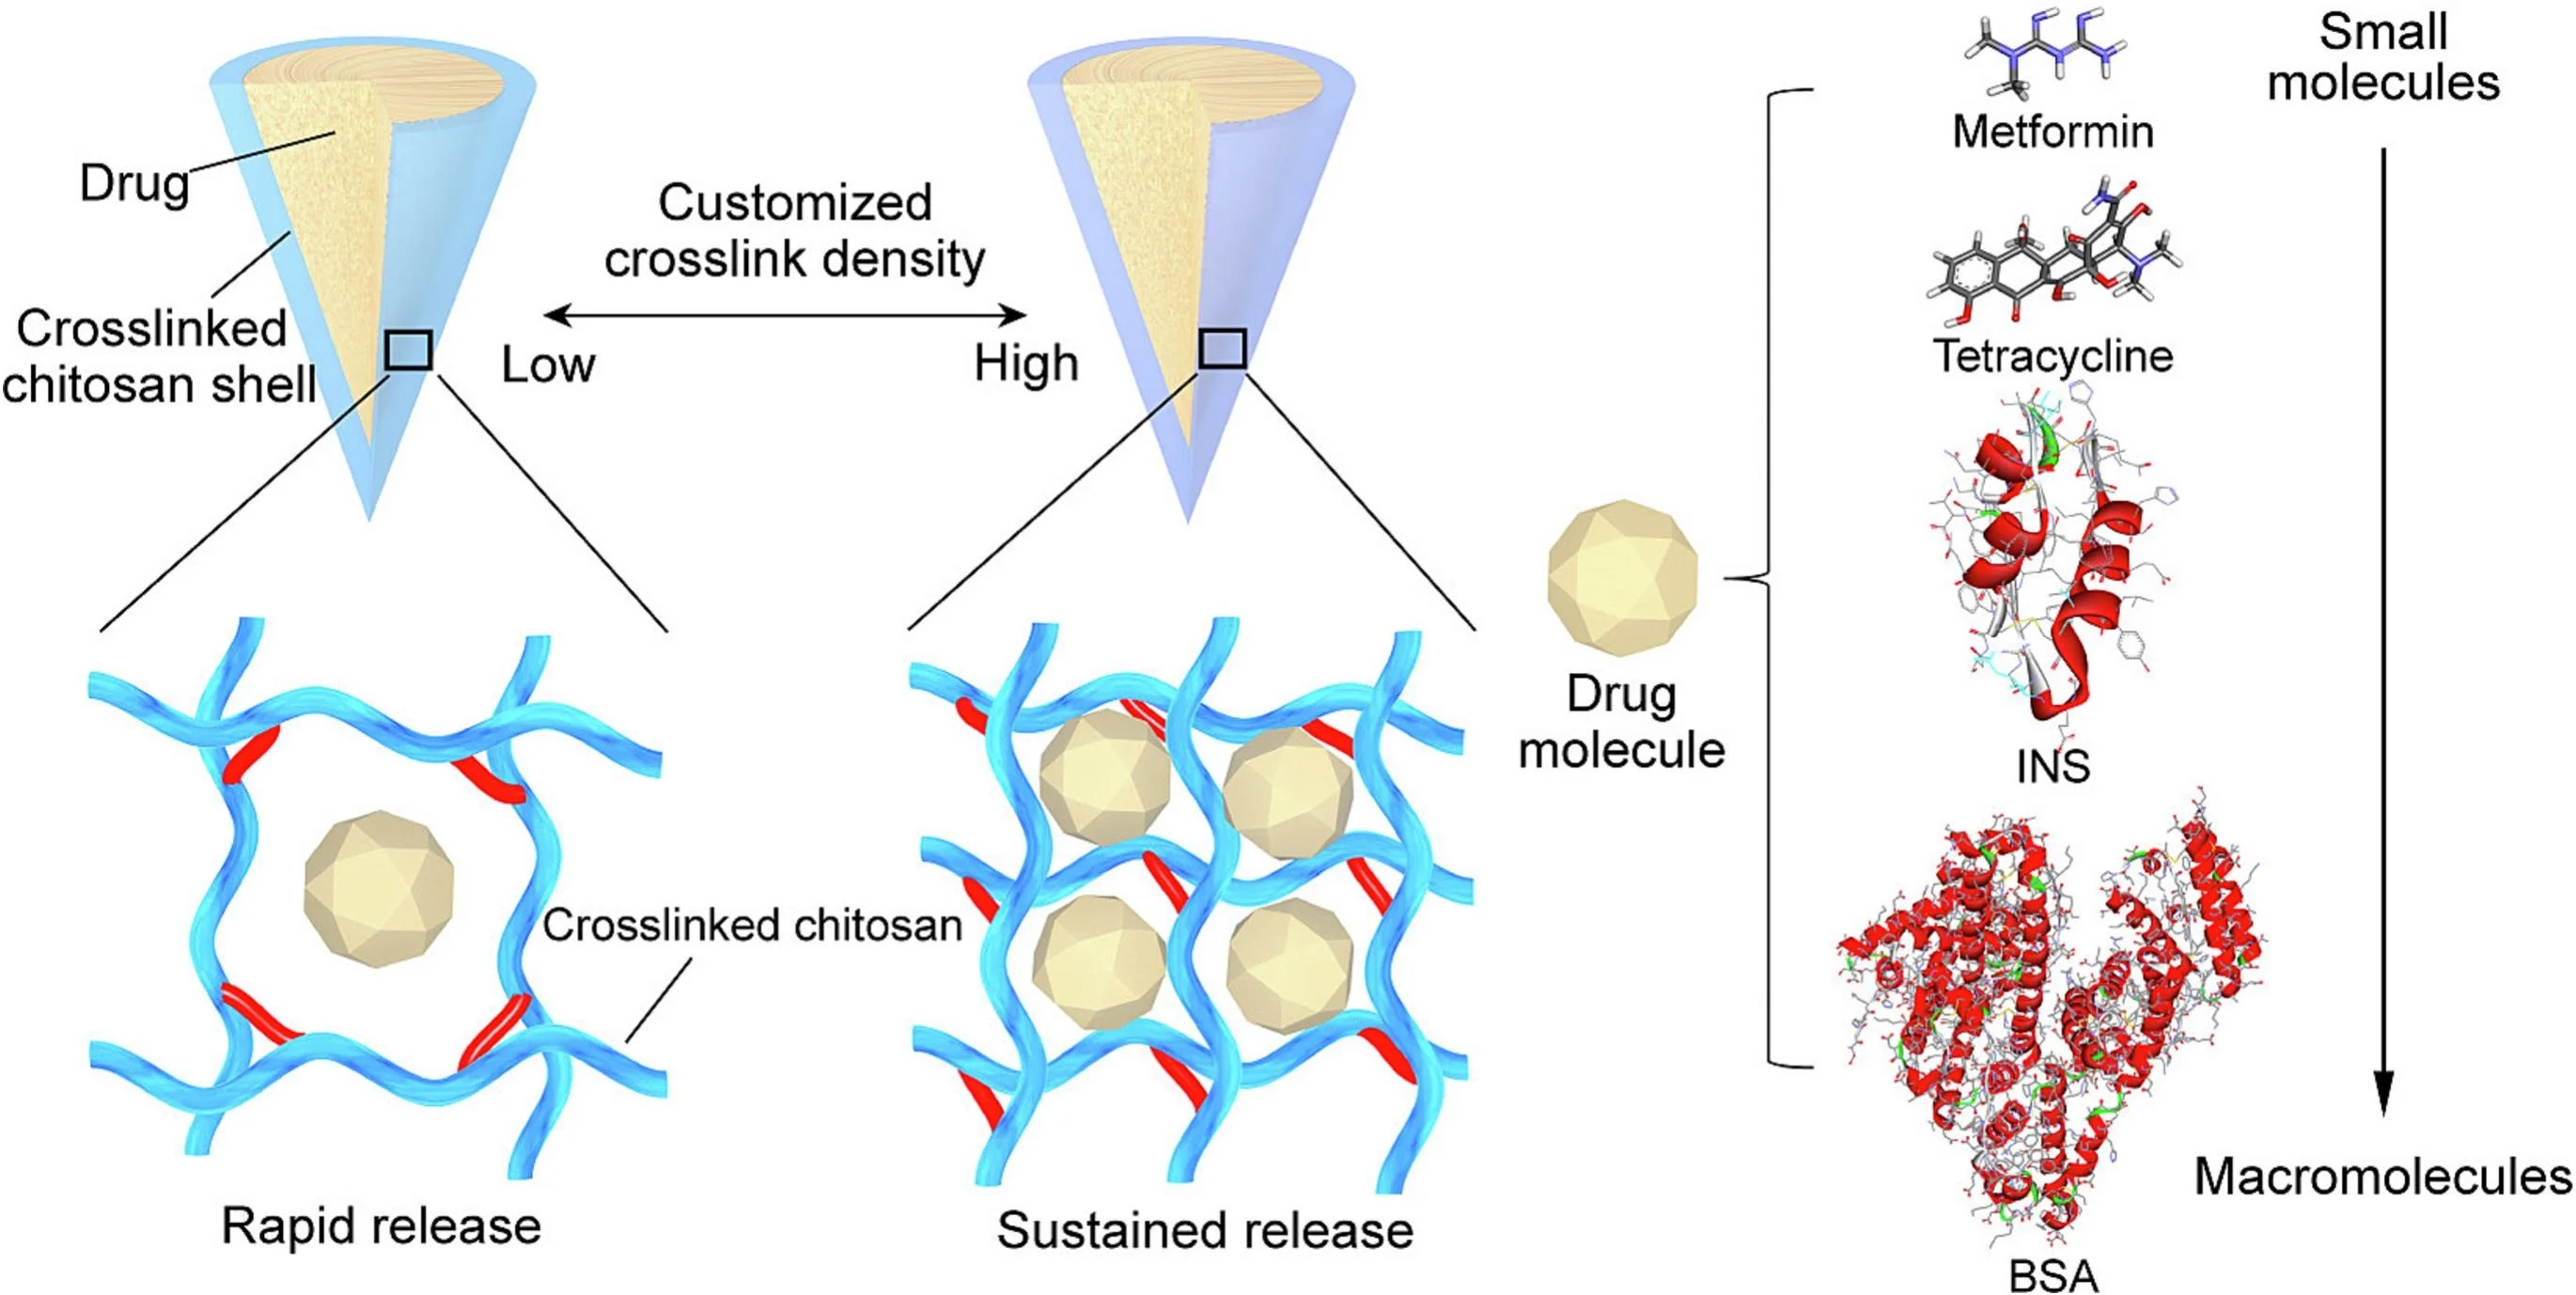 Drug
Crosslinked
chitosan shell
Customized
crosslink density
Low
High
Crosslinked chitosan
Rapid release
Sustained release
Drug
molecule
Metformin
Tetracycline
INS
BSA
Small
molecules
Macromolecules